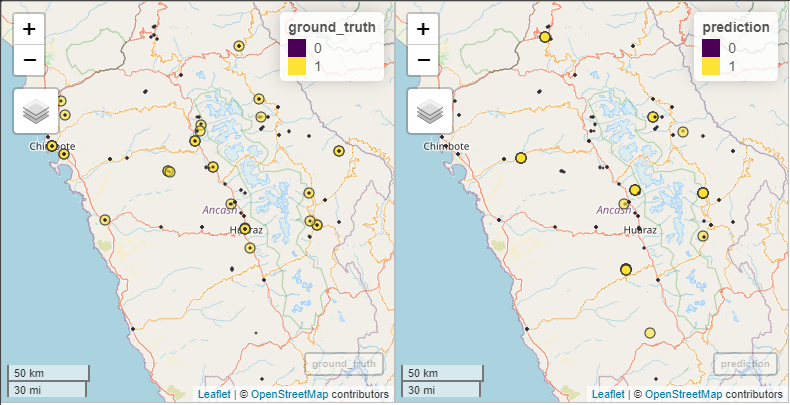 +
−
ground_truth
0
1
Chimbote
Ancash
Huaraz
50 km
30 mi
ground_truth
Leaflet | © OpenStreetMap contributors
+
−
prediction
0
1
Chimbote
Ancash
Huaraz
50 km
30 mi
prediction
Leaflet | © OpenStreetMap contributors